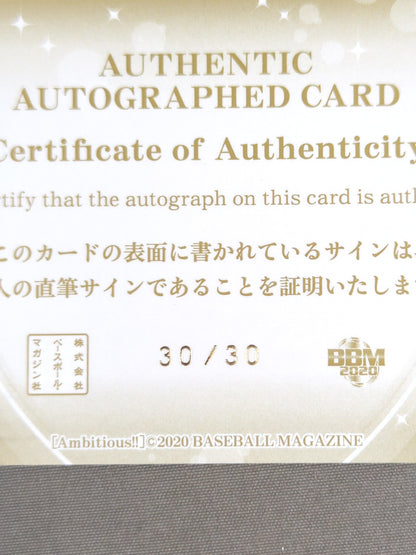 AUTHENTIC
AUTOGRAPHED CARD
Certificate of Authenticity
tify that the autograph on this card is auth
このカードの表面に書かれているサインは
人の直筆サインであることを証明いたしま
株式会社
ベースボール・
マガジン社
30/30
BBM
2020
[Ambitious!!]©2020 BASEBALL MAGAZINE